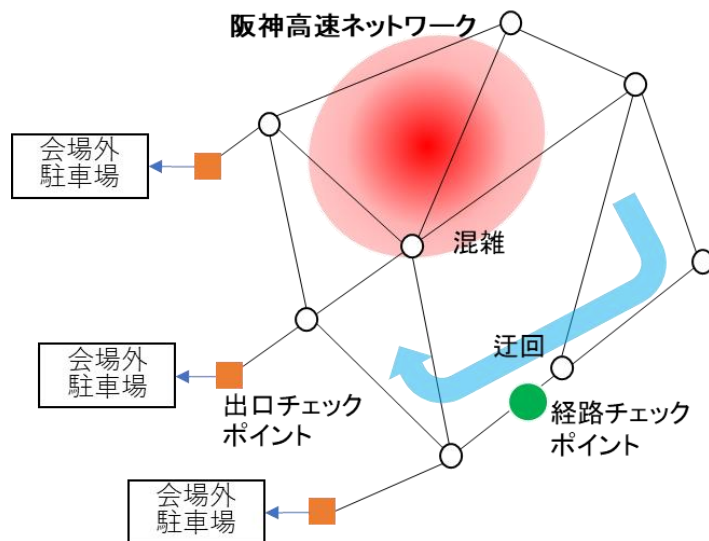 阪神高速ネットワーク
会場外
駐車場
混雑
迂回
会場外
駐車場
出口チェック
ポイント
経路チェック
ポイント
会場外
駐車場